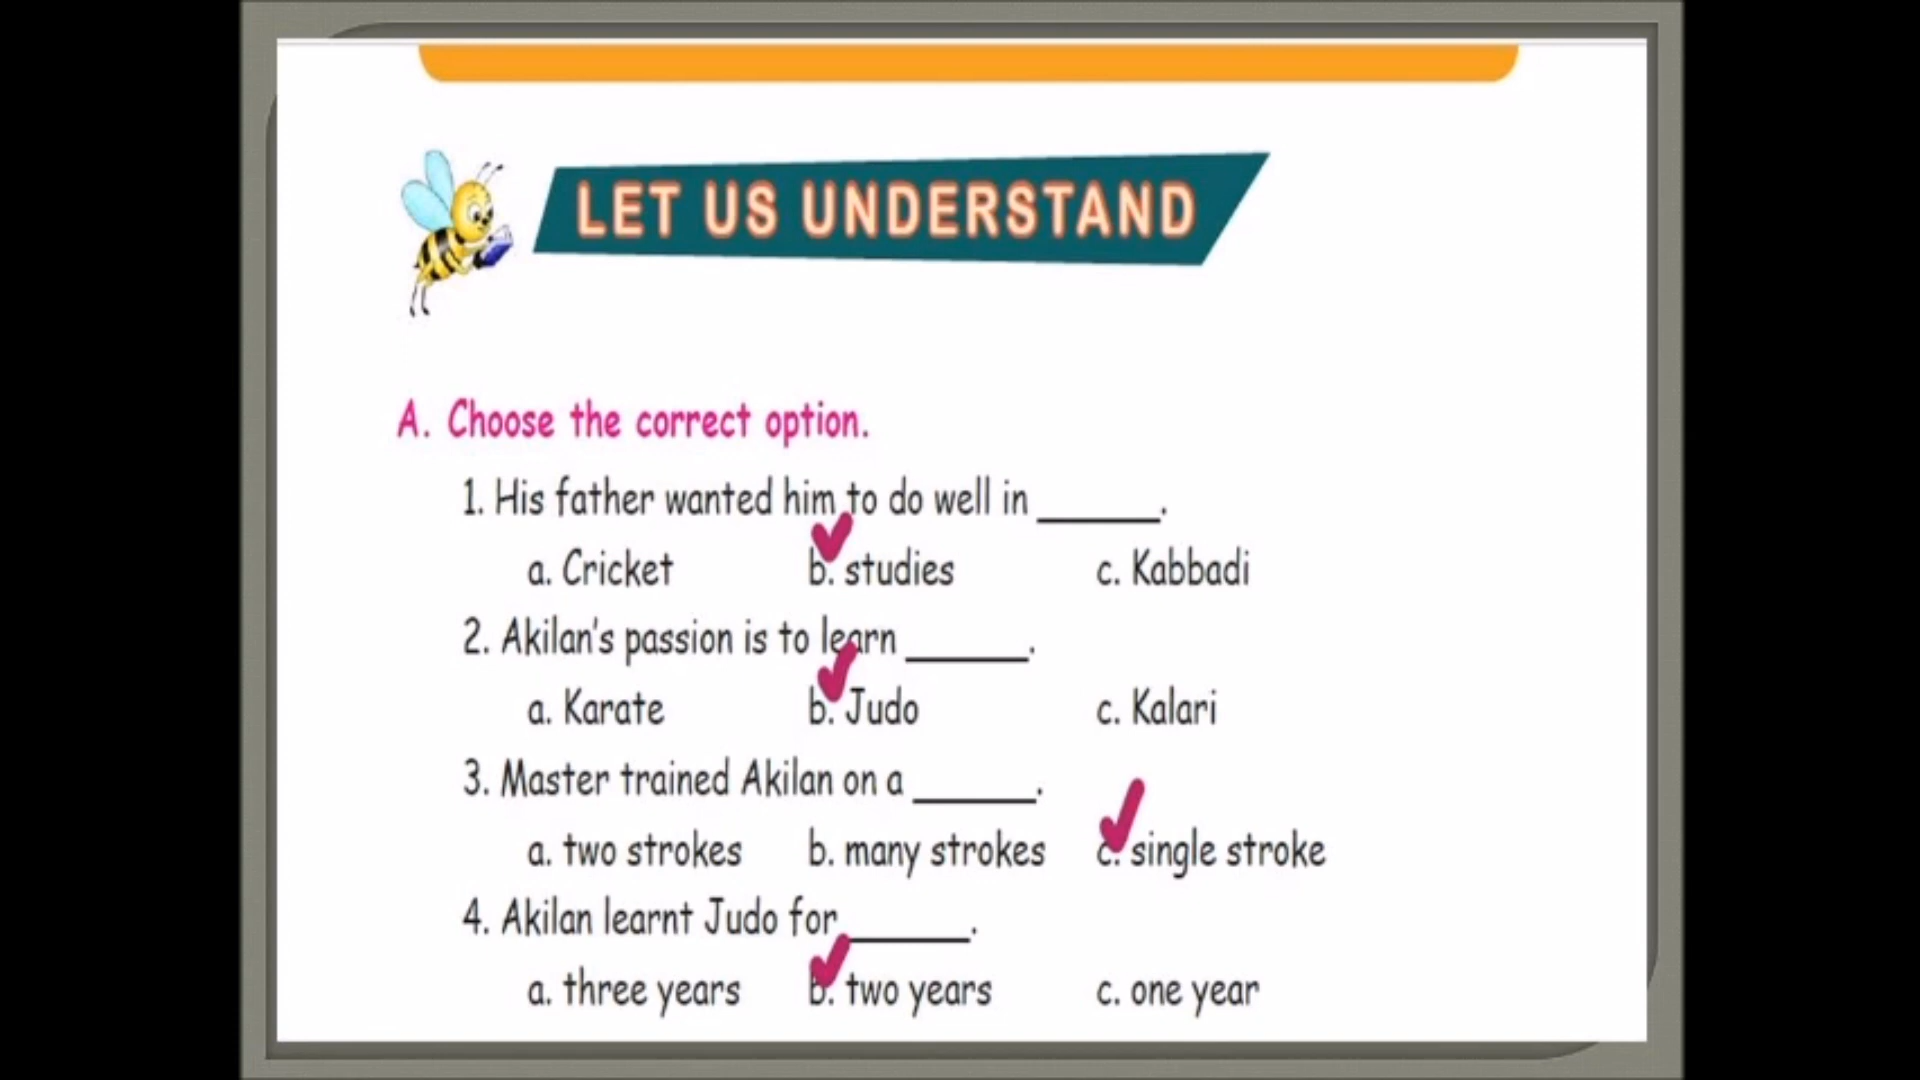 LET US UNDERSTAND
A. Choose the correct option.
1. His father wanted him to do well in ______.
a. Cricket b. studies c. Kabbadi
2. Akilan's passion is to learn ______.
a. Karate b. Judo c. Kalari
3. Master trained Akilan on a ______.
a. two strokes b. many strokes c. single stroke
4. Akilan learnt Judo for ______.
a. three years b. two years c. one year